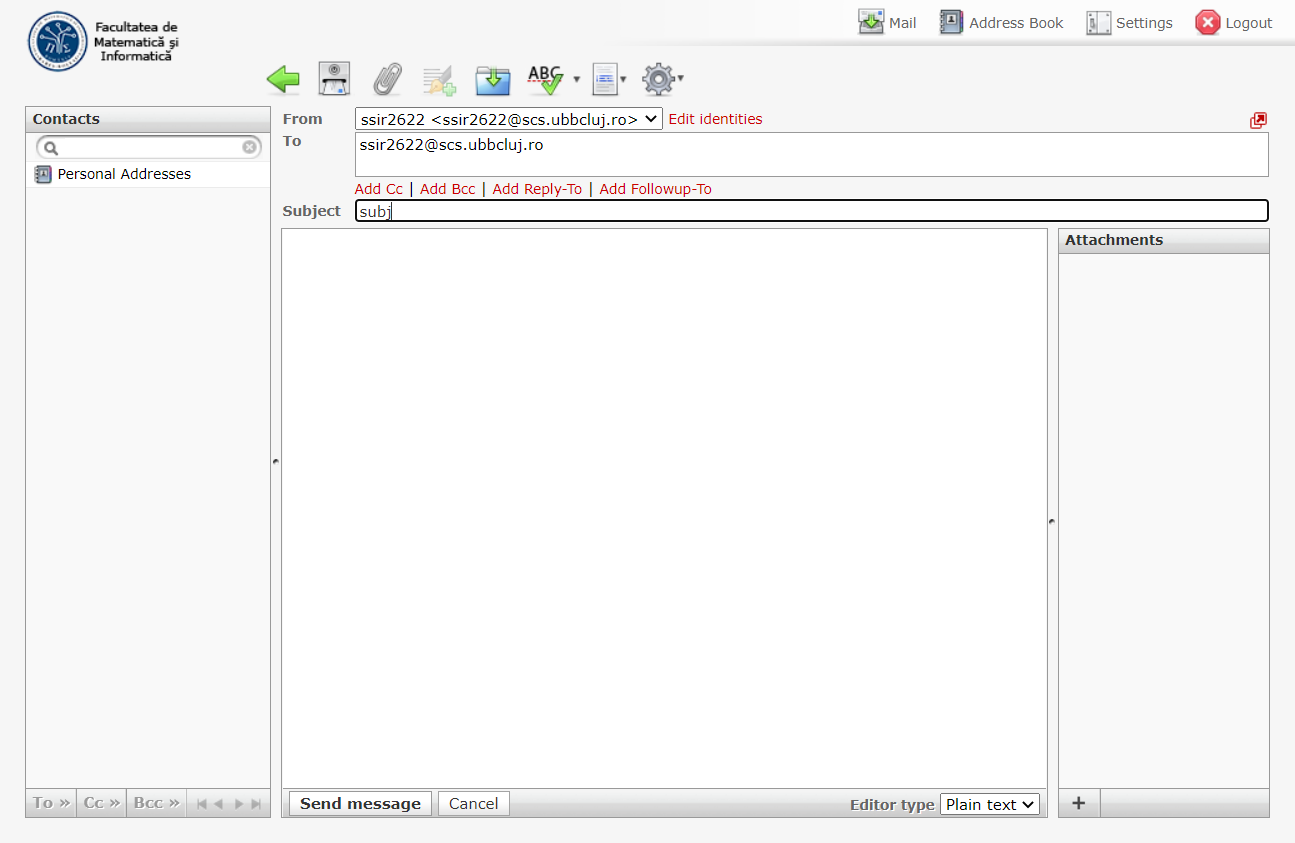 Facultatea de
Matematică și
Informatică
Mail
Address Book
Settings
Logout
ABC
Contacts
Personal Addresses
To »
Cc »
Bcc »
From
ssir2622 <ssir2622@scs.ubbcluj.ro>
Edit identities
To
ssir2622@scs.ubbcluj.ro
Add Cc | Add Bcc | Add Reply-To | Add Followup-To
Subject
subj
Attachments
Send message
Cancel
Editor type
Plain text
+